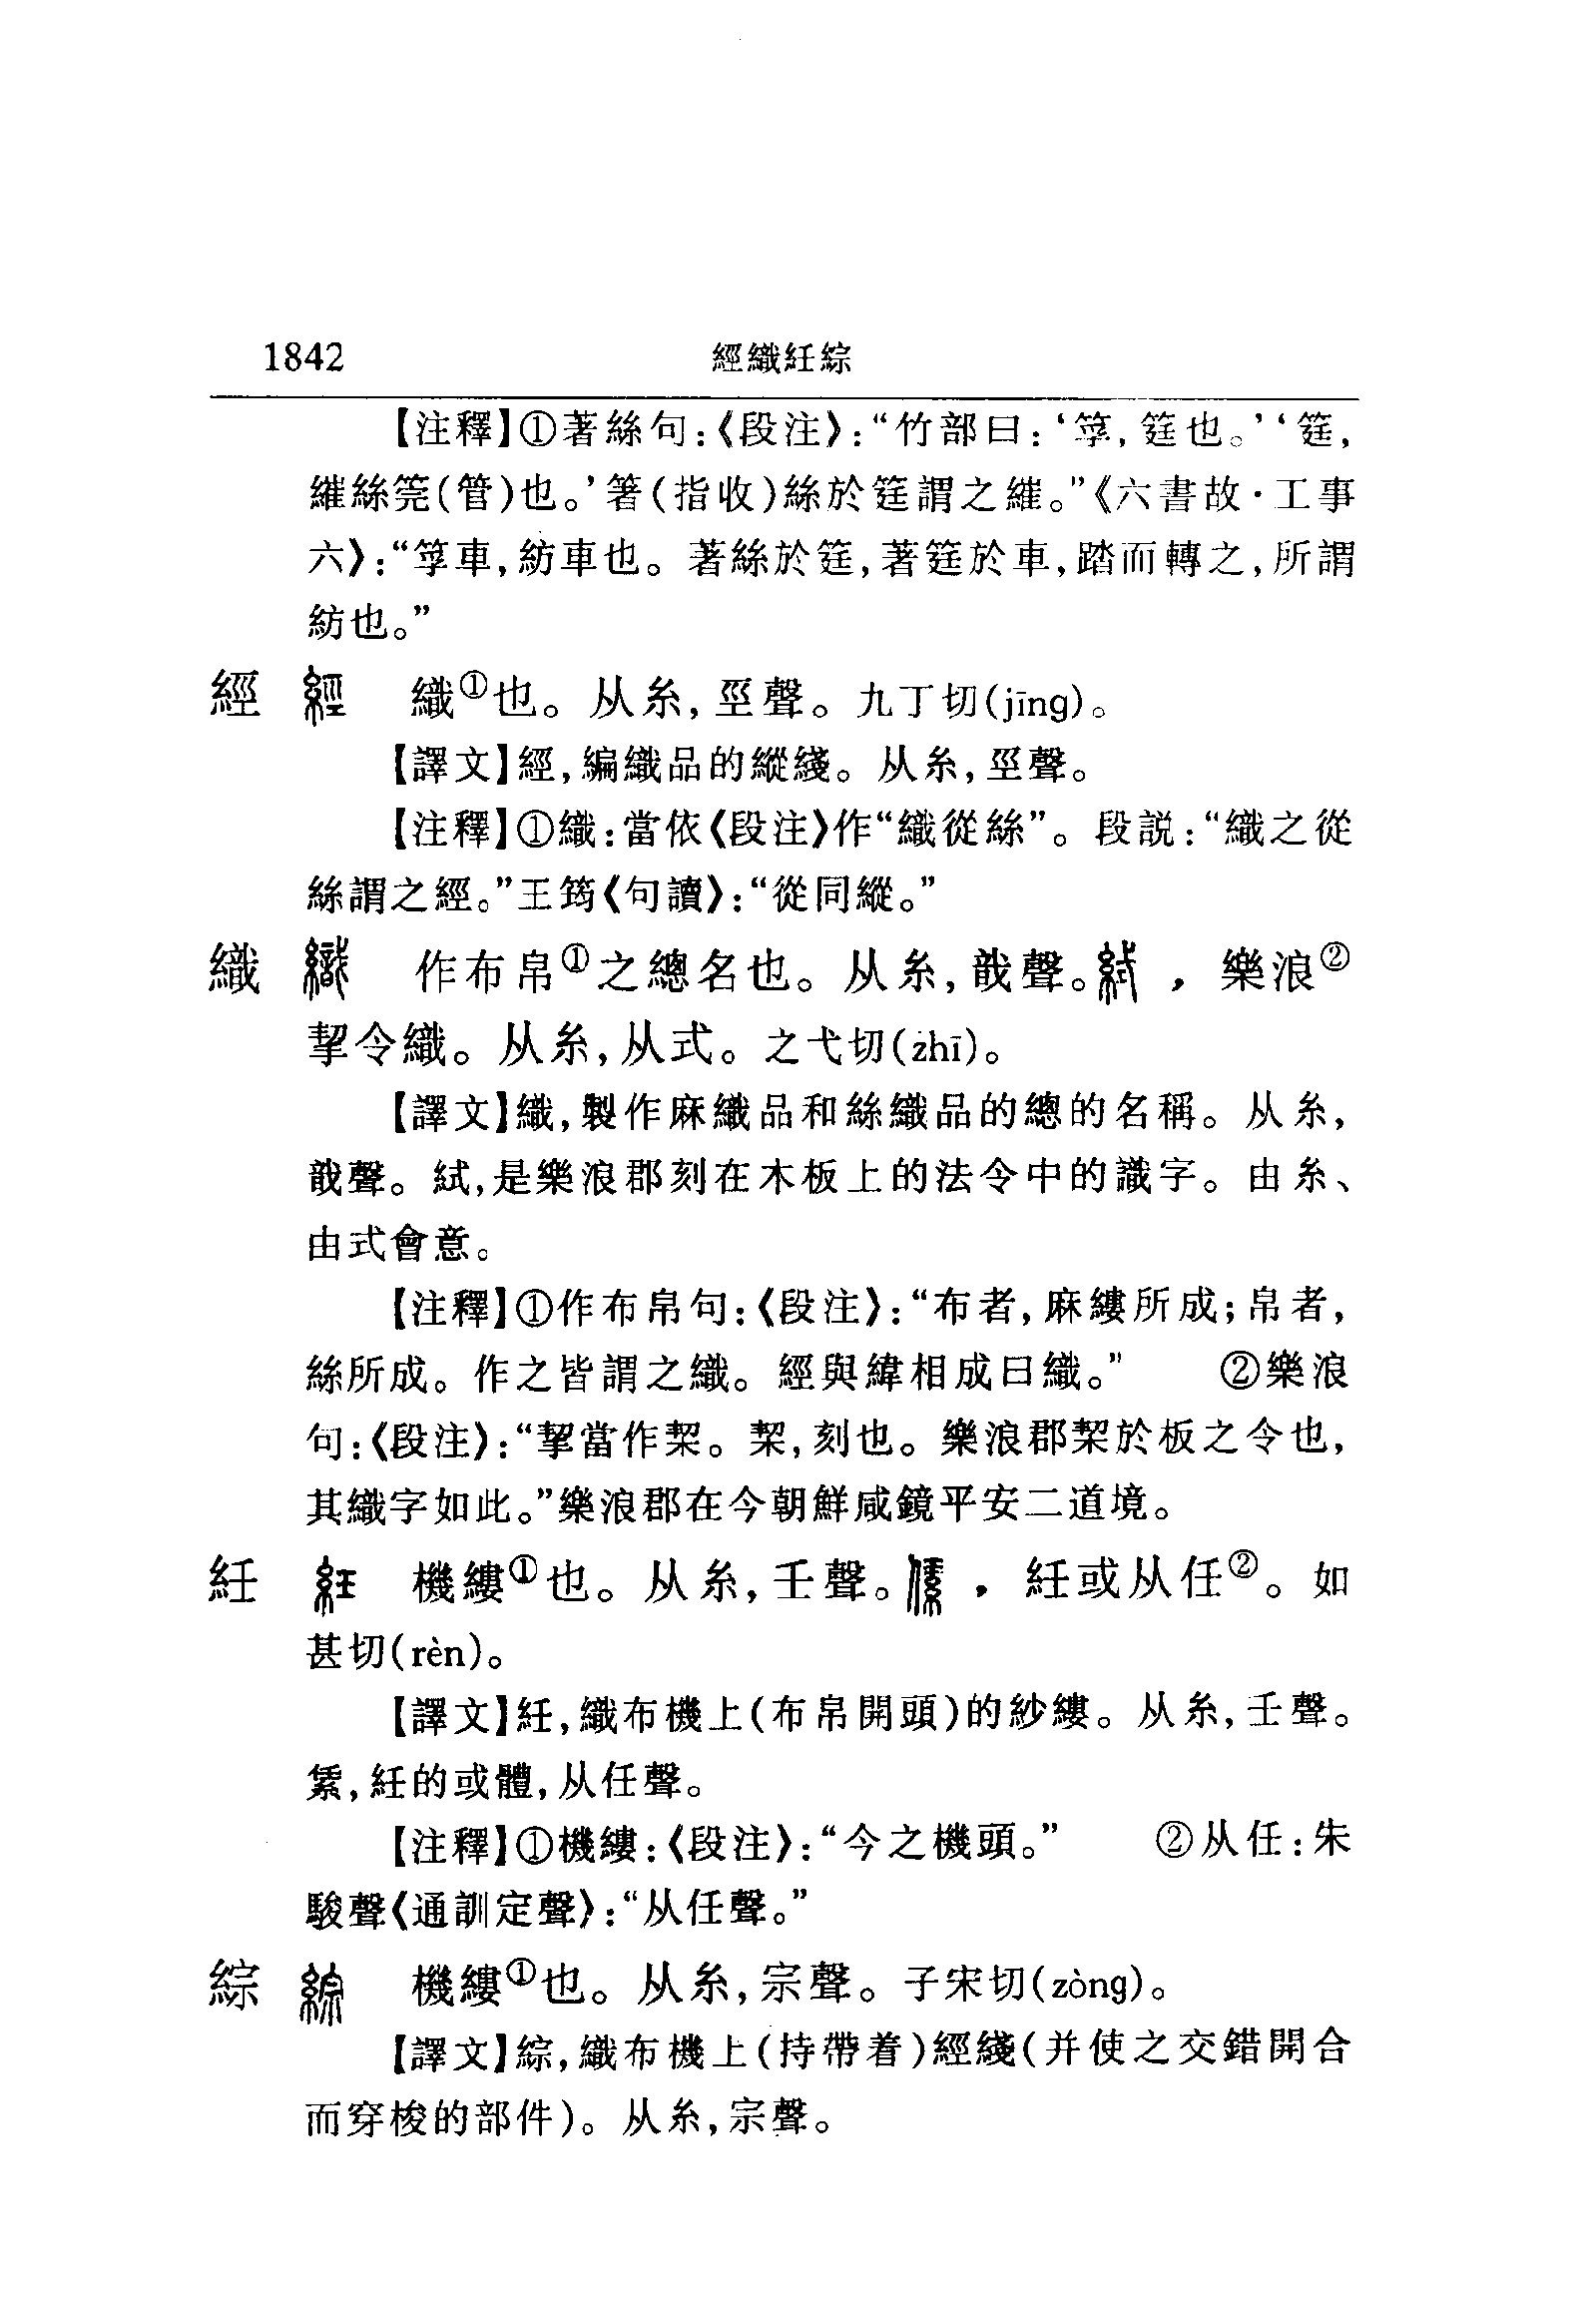 1842 經織紝綜
【注釋】①著絲句:《段注》:“竹部曰:‘筟,筳也。’‘筳,
繀絲筦(管)也。’箸(指收)絲於筳謂之繀。”《六書故·工事
六》:“筟車,紡車也。著絲於筳,著筳於車,踏而轉之,所謂
紡也。”
經 經 織①也。从糸,巠聲。九丁切(jīng)。
【譯文】經,編織品的縱綫。从糸,巠聲。
【注釋】①織:當依《段注》作“織從絲”。段説:“織之從
絲謂之經。”王筠《句讀》:“從同縱。”
織 織 作布帛①之總名也。从糸,戠聲。䋕,樂浪②
挈令織。从糸,从式。之弋切(zhī)。
【譯文】織,製作麻織品和絲織品的總的名稱。从糸,
戠聲。䋕,是樂浪郡刻在木板上的法令中的識字。由糸、
由式會意。
【注釋】①作布帛句:《段注》:“布者,麻縷所成;帛者,
絲所成。作之皆謂之織。經與緯相成曰織。” ②樂浪
句:《段注》:“挈當作栔。栔,刻也。樂浪郡栔於板之令也,
其織字如此。”樂浪郡在今朝鮮咸鏡平安二道境。
紝 紝 機縷①也。从糸,壬聲。䋕,紝或从任②。如
甚切(rèn)。
【譯文】紝,織布機上(布帛開頭)的紗縷。从糸,壬聲。
,紝的或體,从任聲。
【注釋】①機縷:《段注》:“今之機頭。” ②从任:朱
駿聲《通訓定聲》:“从任聲。”
綜 綜 機縷①也。从糸,宗聲。子宋切(zòng)。
【譯文】綜,織布機上(持帶着)經綫(并使之交錯開合
而穿梭的部件)。从糸,宗聲。